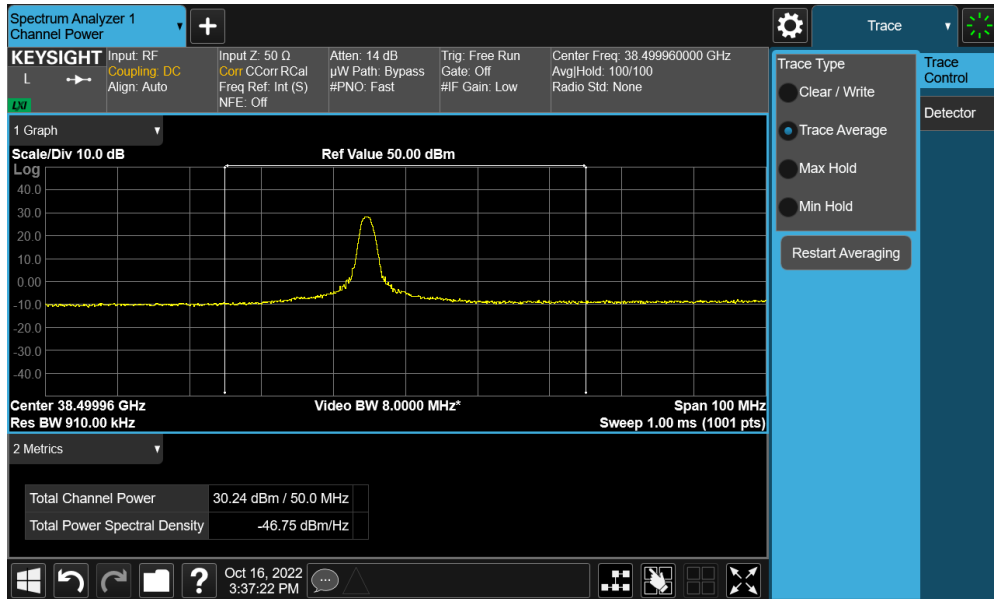 Spectrum Analyzer 1
Channel Power
Trace
KEYSIGHT
L
LXI
Input: RF
Coupling: DC
Align: Auto
Input Z: 50 Ω
Corr CCorr RCal
Freq Ref: Int (S)
NFE: Off
Atten: 14 dB
µW Path: Bypass
#PNO: Fast
Trig: Free Run
Gate: Off
#IF Gain: Low
Center Freq: 38.499960000 GHz
Avg|Hold: 100/100
Radio Std: None
1 Graph
Scale/Div 10.0 dB
Ref Value 50.00 dBm
Log
40.0
30.0
20.0
10.0
0.00
-10.0
-20.0
-30.0
-40.0
Center 38.49996 GHz
Video BW 8.0000 MHz*
Span 100 MHz
Res BW 910.00 kHz
Sweep 1.00 ms (1001 pts)
2 Metrics
Total Channel Power 30.24 dBm / 50.0 MHz
Total Power Spectral Density -46.75 dBm/Hz
Trace Type
Clear / Write
Trace Average
Max Hold
Min Hold
Restart Averaging
Trace
Control
Detector
?
Oct 16, 2022
3:37:22 PM